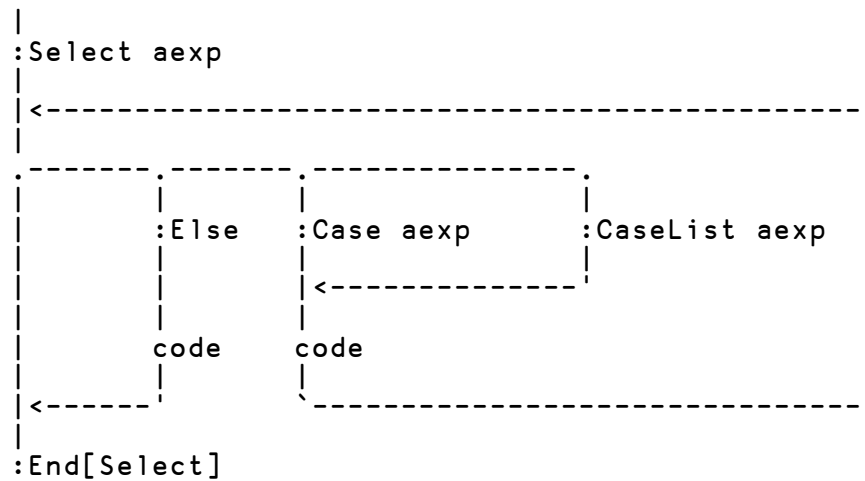 :Select aexp
:Else :Case aexp :CaseList aexp
code code
:End[Select]